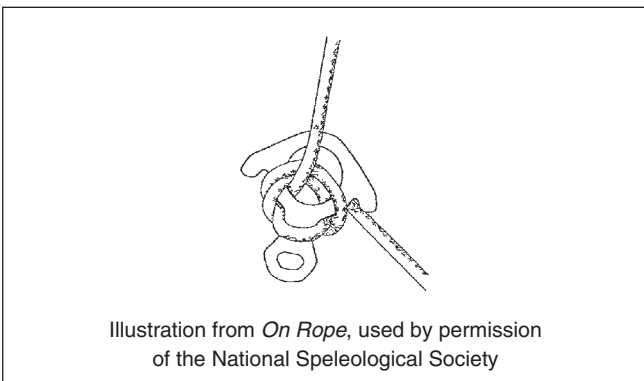 Illustration from On Rope, used by permission
of the National Speleological Society